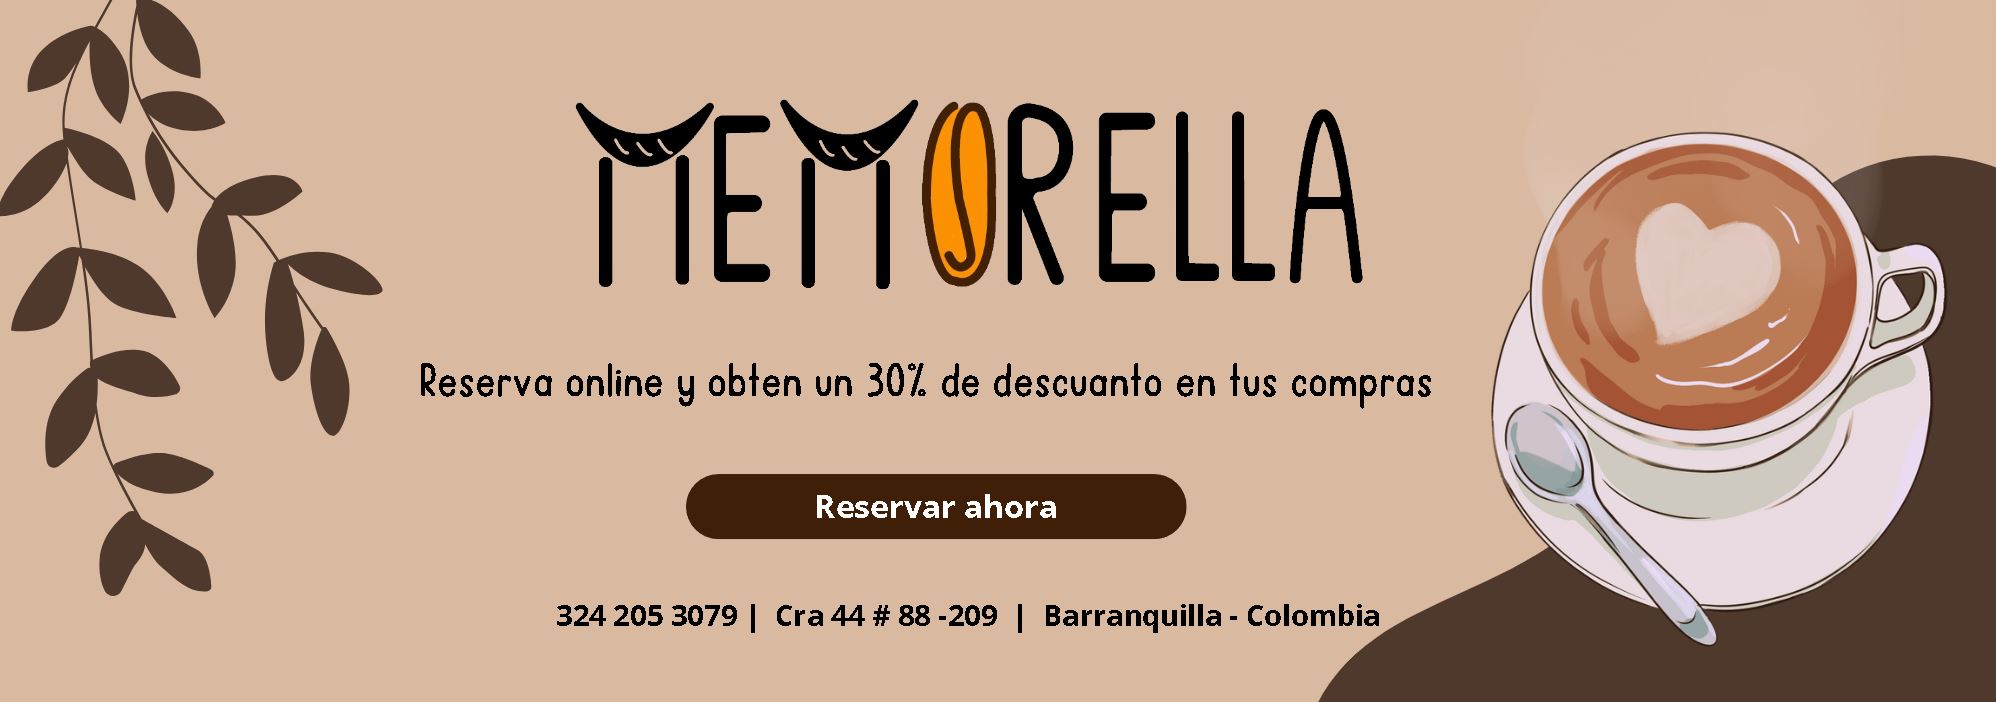 MEMORELLA
Reserva online y obten un 30% de descuanto en tus compras
Reservar ahora
324 205 3079 | Cra 44 # 88 -209 | Barranquilla - Colombia